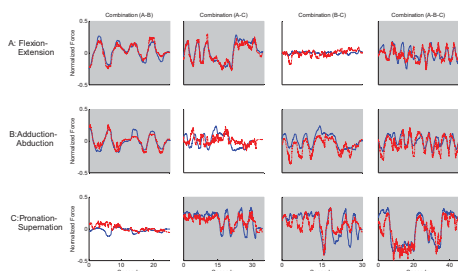 Combination (A-B) Combination (A-C) Combination (B-C) Combination (A-B-C)
A: Flexion-
Extension
Normalized Force
0.5
0
-0.5
B:Adduction-
Abduction
Normalized Force
0.5
0
-0.5
C:Pronation-
Supernation
Normalized Force
0.5
0
-0.5
0 10 20 0 15 30 0 15 30 0 20 40